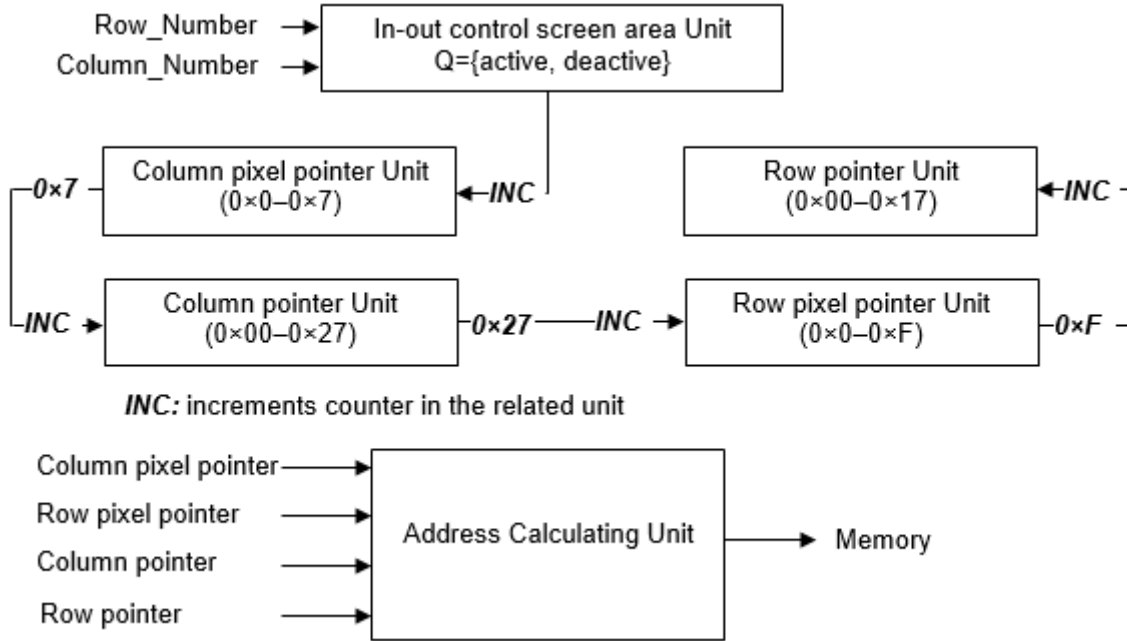 Row_Number
Column_Number
In-out control screen area Unit
Q={active, deactive}
Column pixel pointer Unit
(0×0–0×7)
INC
0×7
Row pointer Unit
(0×00–0×17)
INC
INC
Column pointer Unit
(0×00–0×27)
0×27
INC
Row pixel pointer Unit
(0×0–0×F)
0×F
INC: increments counter in the related unit
Column pixel pointer
Row pixel pointer
Column pointer
Row pointer
Address Calculating Unit
Memory